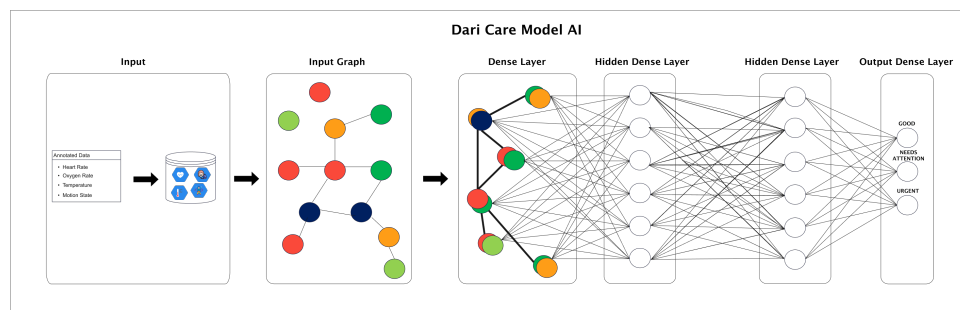 Dari Care Model AI
Input
Input Graph
Dense Layer
Hidden Dense Layer
Hidden Dense Layer
Output Dense Layer
Annotated Data
• Heart Rate
• Oxygen Rate
• Temperature
• Motion State
GOOD
NEEDS
ATTENTION
URGENT